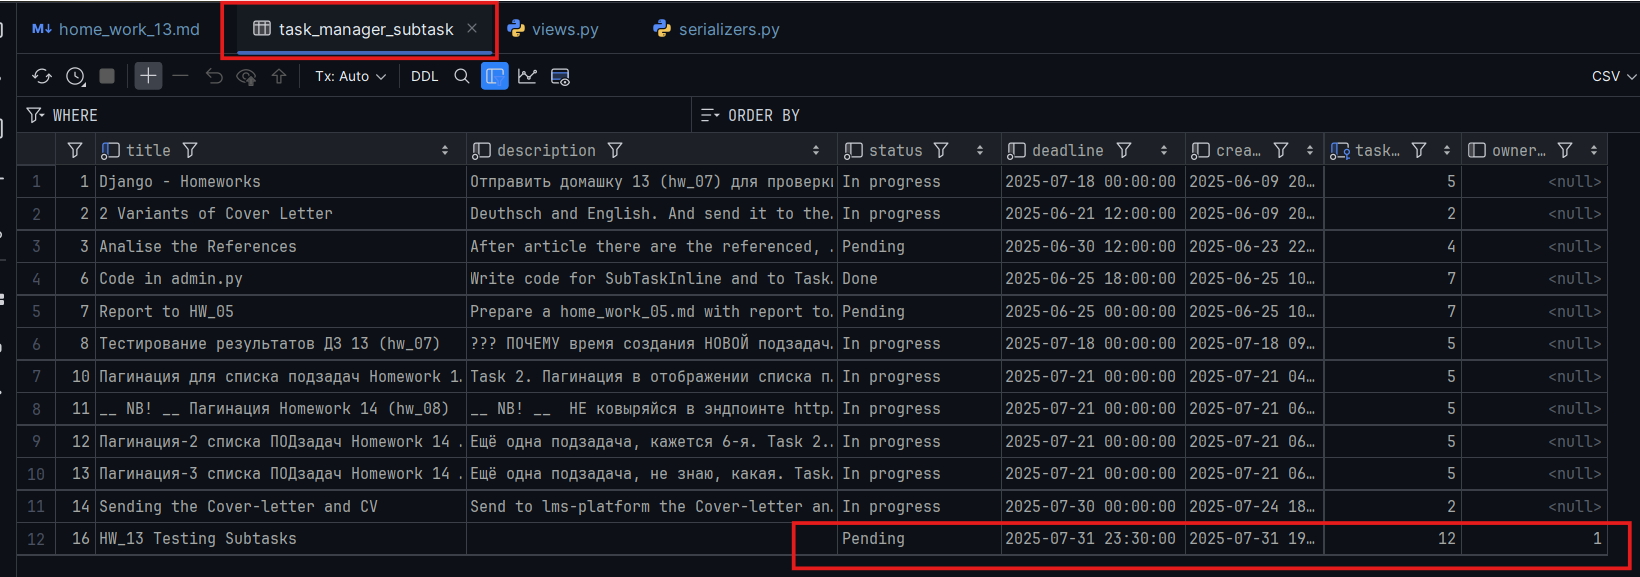 M↓ home_work_13.md task_manager_subtask × views.py serializers.py
Tx: Auto DDL CSV
WHERE ORDER BY
title description status deadline crea… task… owner…
1 1 Django - Homeworks Отправить домашку 13 (hw_07) для проверки In progress 2025-07-18 00:00:00 2025-06-09 20… 5 <null>
2 2 2 Variants of Cover Letter Deuthsch and English. And send it to the… In progress 2025-06-21 12:00:00 2025-06-09 20… 2 <null>
3 3 Analise the References After article there are the referenced, … Pending 2025-06-30 12:00:00 2025-06-23 22… 4 <null>
4 6 Code in admin.py Write code for SubTaskInline and to Task… Done 2025-06-25 18:00:00 2025-06-25 10… 7 <null>
5 7 Report to HW_05 Prepare a home_work_05.md with report to… Pending 2025-06-25 00:00:00 2025-06-25 10… 7 <null>
6 8 Тестирование результатов ДЗ 13 (hw_07) ??? ПОЧЕМУ время создания НОВОЙ подзадач… In progress 2025-07-18 00:00:00 2025-07-18 09… 5 <null>
7 10 Пагинация для списка подзадач Homework 1… Task 2. Пагинация в отображении списка п… In progress 2025-07-21 00:00:00 2025-07-21 04… 5 <null>
8 11 __ NB! __ Пагинация Homework 14 (hw_08) __ NB! __ НЕ ковыряйся в эндпоинте http… In progress 2025-07-21 00:00:00 2025-07-21 06… 5 <null>
9 12 Пагинация-2 списка ПОДзадач Homework 14 … Ещё одна подзадача, кажется 6-я. Task 2.… In progress 2025-07-21 00:00:00 2025-07-21 06… 5 <null>
10 13 Пагинация-3 списка ПОДзадач Homework 14 … Ещё одна подзадача, не знаю, какая. Task… In progress 2025-07-21 00:00:00 2025-07-21 06… 5 <null>
11 14 Sending the Cover-letter and CV Send to lms-platform the Cover-letter an… In progress 2025-07-30 00:00:00 2025-07-24 18… 2 <null>
12 16 HW_13 Testing Subtasks Pending 2025-07-31 23:30:00 2025-07-31 19… 12 1